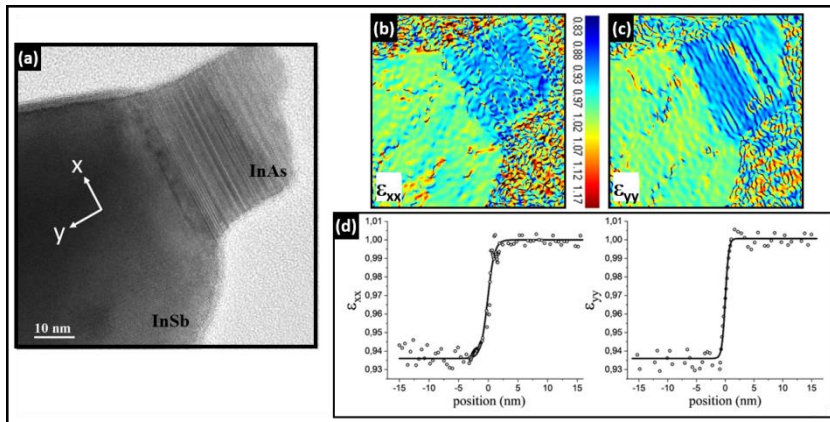 (a)
x
y
InAs
InSb
10 nm
(b)
εxx
0.83
0.88
0.93
0.97
1.02
1.07
1.12
1.17
(c)
εyy
(d)
1,01
1,00
0,99
0,98
0,97
0,96
0,95
0,94
0,93
εxx
-15 -10 -5 0 5 10 15
position (nm)
1,01
1,00
0,99
0,98
0,97
0,96
0,95
0,94
0,93
εyy
-15 -10 -5 0 5 10 15
position (nm)